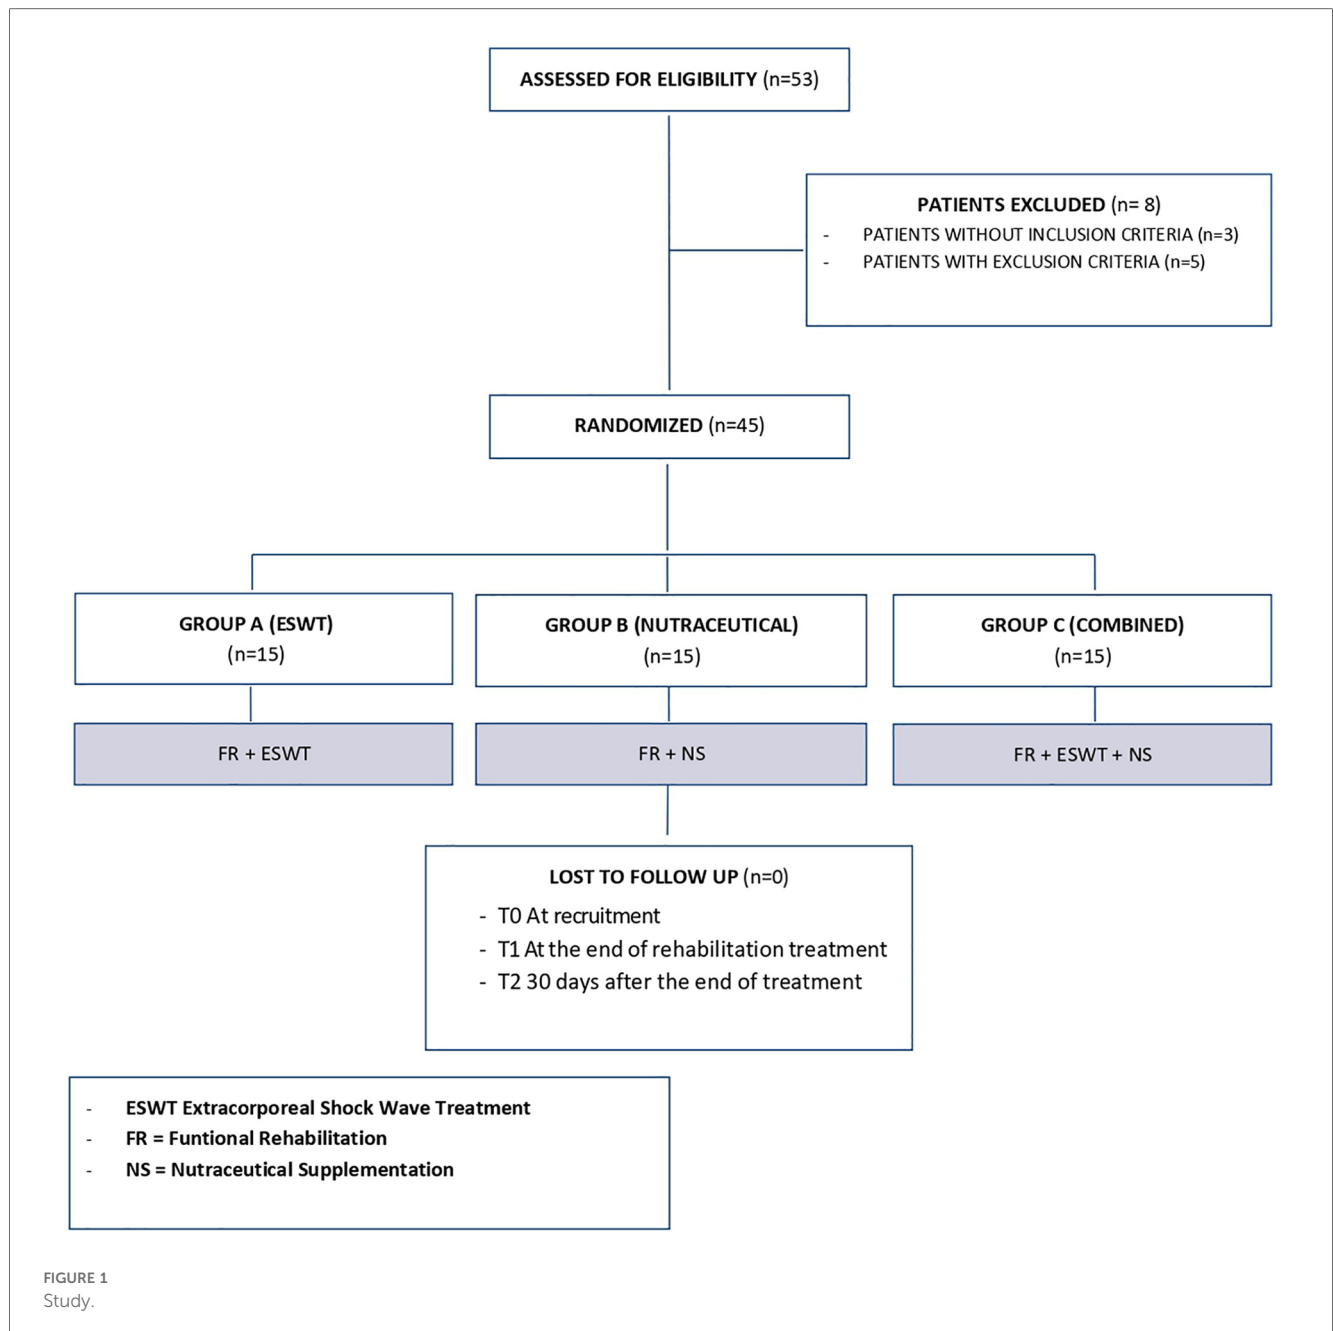 ASSESSED FOR ELIGIBILITY (n=53)
PATIENTS EXCLUDED (n= 8)
- PATIENTS WITHOUT INCLUSION CRITERIA (n=3)
- PATIENTS WITH EXCLUSION CRITERIA (n=5)
RANDOMIZED (n=45)
GROUP A (ESWT)
(n=15)
GROUP B (NUTRACEUTICAL)
(n=15)
GROUP C (COMBINED)
(n=15)
FR + ESWT
FR + NS
FR + ESWT + NS
LOST TO FOLLOW UP (n=0)
- T0 At recruitment
- T1 At the end of rehabilitation treatment
- T2 30 days after the end of treatment
- ESWT Extracorporeal Shock Wave Treatment
- FR = Funtional Rehabilitation
- NS = Nutraceutical Supplementation
FIGURE 1
Study.